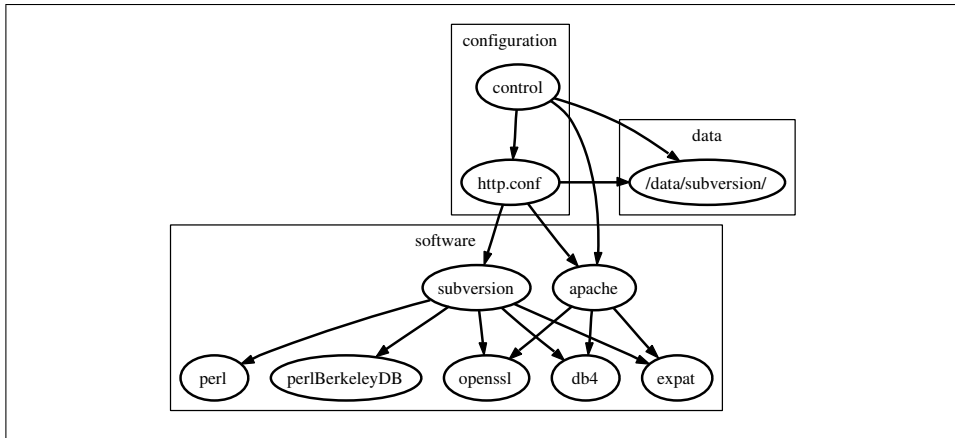 configuration
control
data
http.conf
/data/subversion/
software
subversion
apache
perl
perlBerkeleyDB
openssl
db4
expat